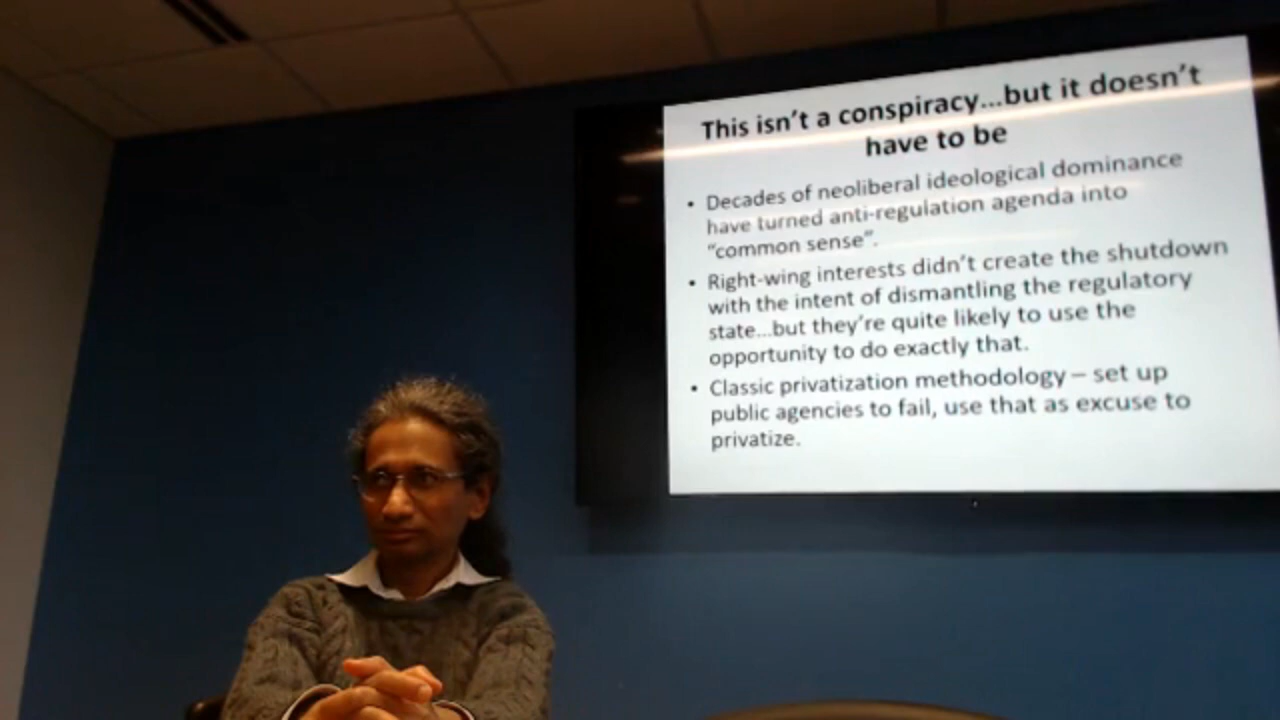 This isn't a conspiracy...but it doesn't
have to be
• Decades of neoliberal ideological dominance
have turned anti-regulation agenda into
"common sense".
• Right-wing interests didn't create the shutdown
with the intent of dismantling the regulatory
state...but they're quite likely to use the
opportunity to do exactly that.
• Classic privatization methodology – set up
public agencies to fail, use that as excuse to
privatize.